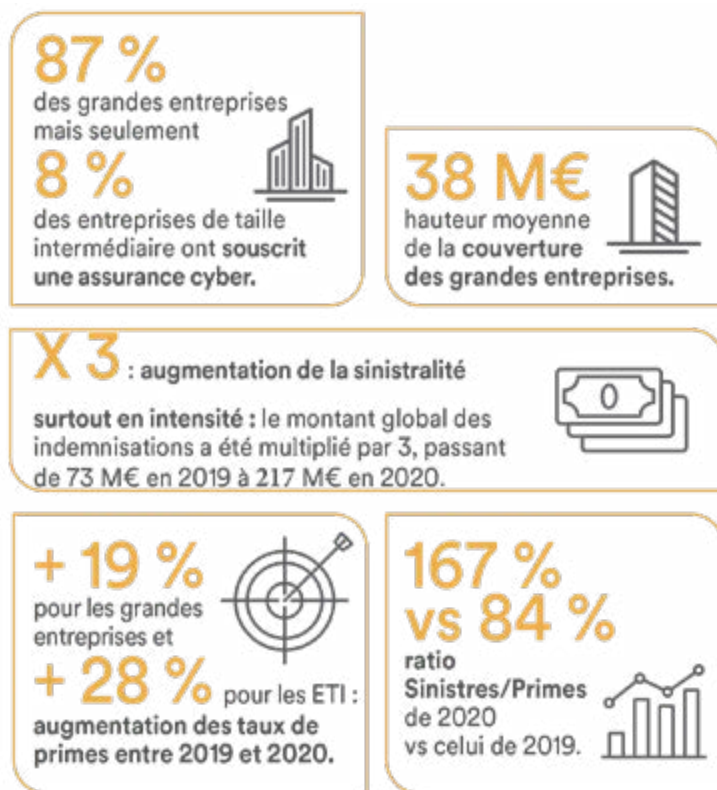 87 %
des grandes entreprises
mais seulement
8 %
des entreprises de taille
intermédiaire ont souscrit
une assurance cyber.
38 M€
hauteur moyenne
de la couverture
des grandes entreprises.
X 3 : augmentation de la sinistralité
surtout en intensité : le montant global des
indemnisations a été multiplié par 3, passant
de 73 M€ en 2019 à 217 M€ en 2020.
+ 19 %
pour les grandes
entreprises et
+ 28 % pour les ETI :
augmentation des taux de
primes entre 2019 et 2020.
167 %
vs 84 %
ratio
Sinistres/Primes
de 2020
vs celui de 2019.